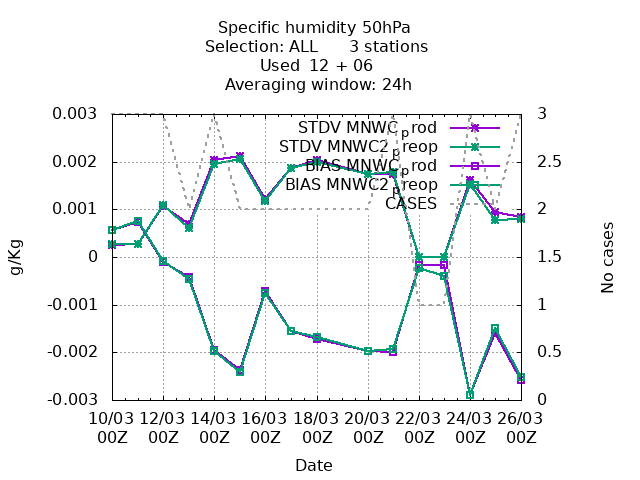 Specific humidity 50hPa
Selection: ALL      3 stations
Used  12 + 06
Averaging window: 24h
0.003
0.002
0.001
0
-0.001
-0.002
-0.003
g/Kg
3
2.5
2
1.5
1
0.5
0
No cases
STDV MNWC_prod
STDV MNWC2_preop
BIAS MNWC_prod
BIAS MNWC2_preop
CASES
10/03 12/03 14/03 16/03 18/03 20/03 22/03 24/03 26/03
00Z 00Z 00Z 00Z 00Z 00Z 00Z 00Z 00Z
Date